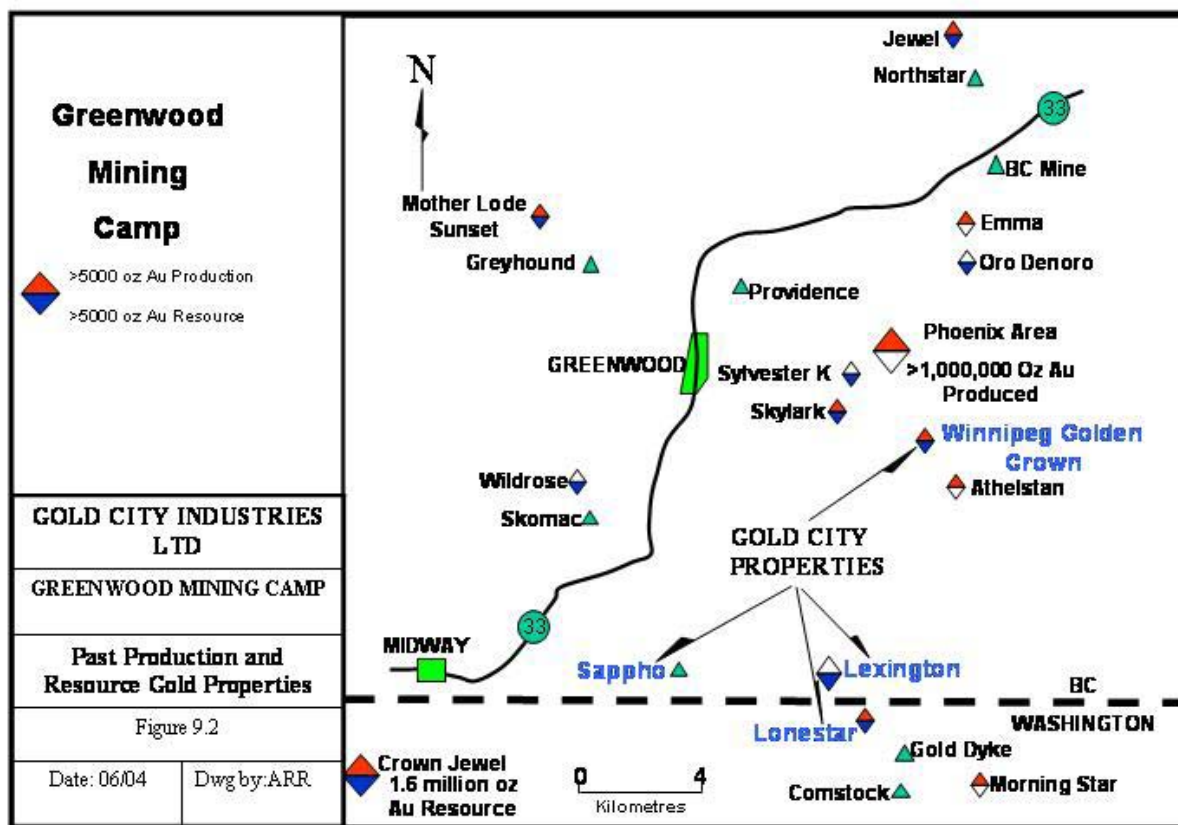 Greenwood
Mining
Camp
>5000 oz Au Production
>5000 oz Au Resource
GOLD CITY INDUSTRIES
LTD
GREENWOOD MINING CAMP
Past Production and
Resource Gold Properties
Figure 9.2
Date: 06/04
Dwg by:ARR
N
Jewel
Northstar
33
BC Mine
Mother Lode
Sunset
Emma
Greyhound
Oro Denoro
Providence
Phoenix Area
>1,000,000 Oz Au
Produced
GREENWOOD
Sylvester K
Skylark
Winnipeg Golden
Crown
Wildrose
Athelstan
Skomac
GOLD CITY
PROPERTIES
33
MIDWAY
Sappho
Lexington
BC
WASHINGTON
Lonestar
Gold Dyke
Crown Jewel
1.6 million oz
Au Resource
0 4
Kilometres
Comstock
Morning Star